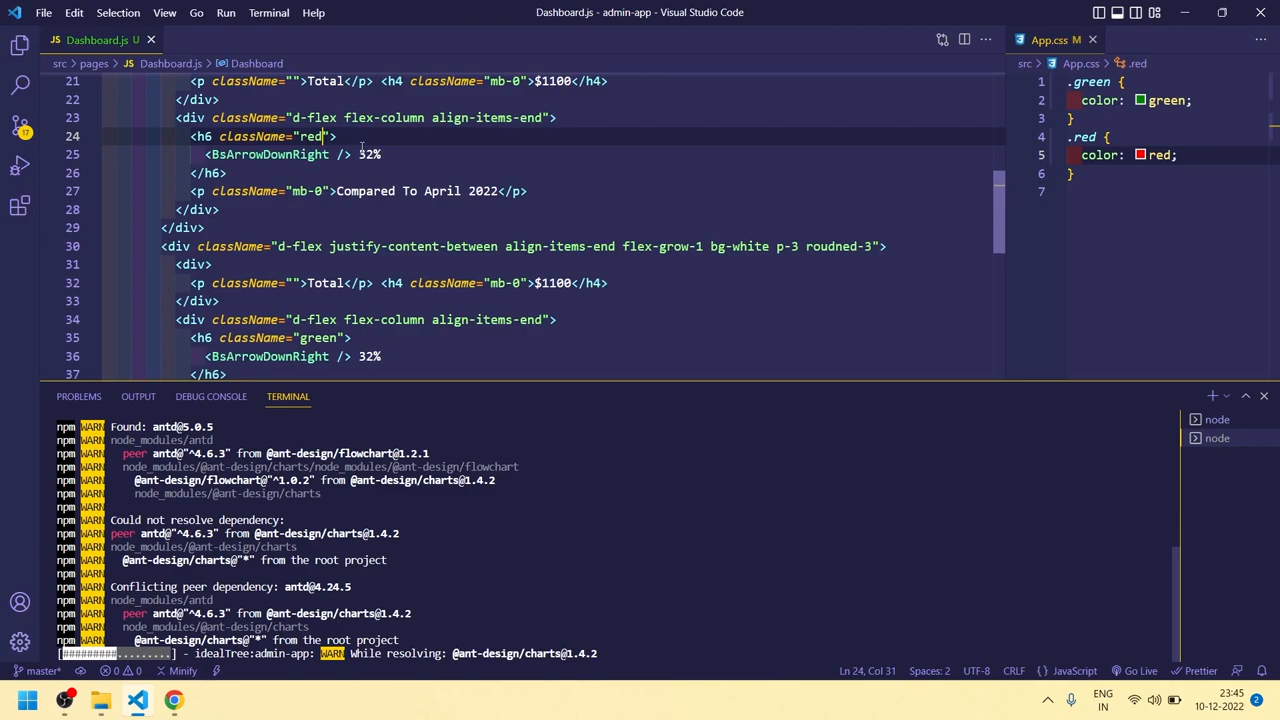 File Edit Selection View Go Run Terminal Help
Dashboard.js - admin-app - Visual Studio Code
JS Dashboard.js U
App.css M
src > pages > JS Dashboard.js > Dashboard
src > App.css > .red
21 <p className="">Total</p> <h4 className="mb-0">$1100</h4>
22 </div>
23 <div className="d-flex flex-column align-items-end">
24 <h6 className="red">
25 <BsArrowDownRight /> 32%
26 </h6>
27 <p className="mb-0">Compared To April 2022</p>
28 </div>
29 </div>
30 <div className="d-flex justify-content-between align-items-end flex-grow-1 bg-white p-3 roudned-3">
31 <div>
32 <p className="">Total</p> <h4 className="mb-0">$1100</h4>
33 </div>
34 <div className="d-flex flex-column align-items-end">
35 <h6 className="green">
36 <BsArrowDownRight /> 32%
37 </h6>
1 .green {
2 color: green;
3 }
4 .red {
5 color: red;
6 }
7
PROBLEMS OUTPUT DEBUG CONSOLE TERMINAL
npm WARN Found: antd@5.0.5
npm WARN node_modules/antd
npm WARN peer antd@"^4.6.3" from @ant-design/flowchart@1.2.1
npm WARN node_modules/@ant-design/charts/node_modules/@ant-design/flowchart
npm WARN @ant-design/flowchart@"^1.0.2" from @ant-design/charts@1.4.2
npm WARN node_modules/@ant-design/charts
npm WARN
npm WARN Could not resolve dependency:
npm WARN peer antd@"^4.6.3" from @ant-design/charts@1.4.2
npm WARN node_modules/@ant-design/charts
npm WARN @ant-design/charts@"*" from the root project
npm WARN
npm WARN Conflicting peer dependency: antd@4.24.5
npm WARN node_modules/antd
npm WARN peer antd@"^4.6.3" from @ant-design/charts@1.4.2
npm WARN node_modules/@ant-design/charts
npm WARN @ant-design/charts@"*" from the root project
[#########.........] - idealTree:admin-app: WARN While resolving: @ant-design/charts@1.4.2
node
node
17
master* 0 0 Minify
Ln 24, Col 31 Spaces: 2 UTF-8 CRLF JavaScript Go Live Prettier
ENG
IN
23:45
10-12-2022
2